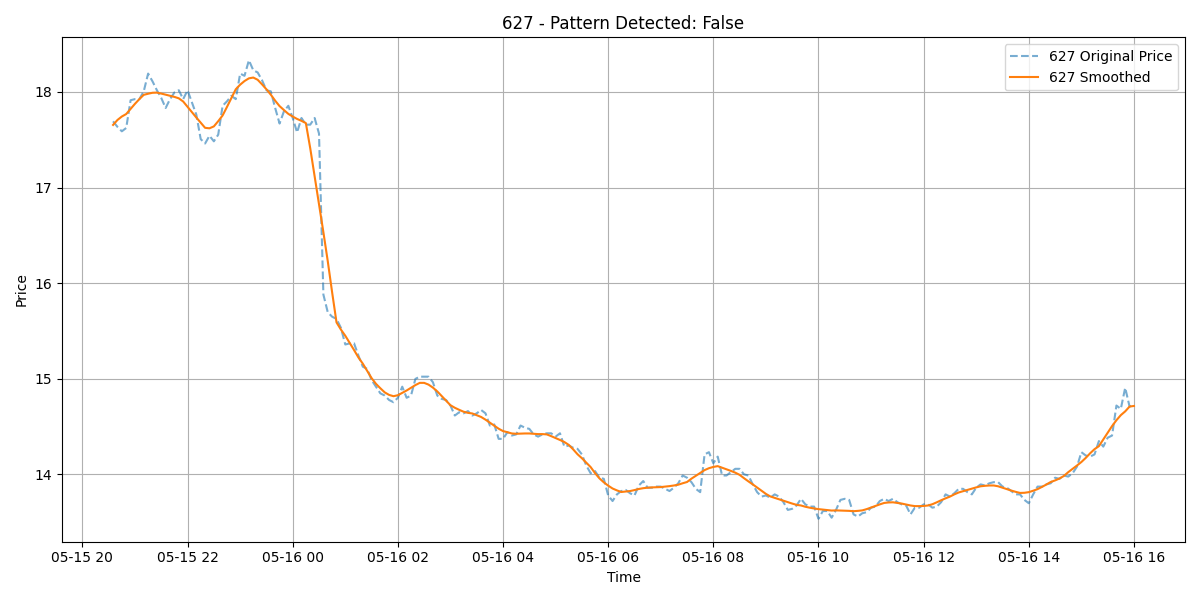 627 - Pattern Detected: False
627 Original Price
627 Smoothed
18
17
16
15
14
Price
05-15 20 05-15 22 05-16 00 05-16 02 05-16 04 05-16 06 05-16 08 05-16 10 05-16 12 05-16 14 05-16 16
Time